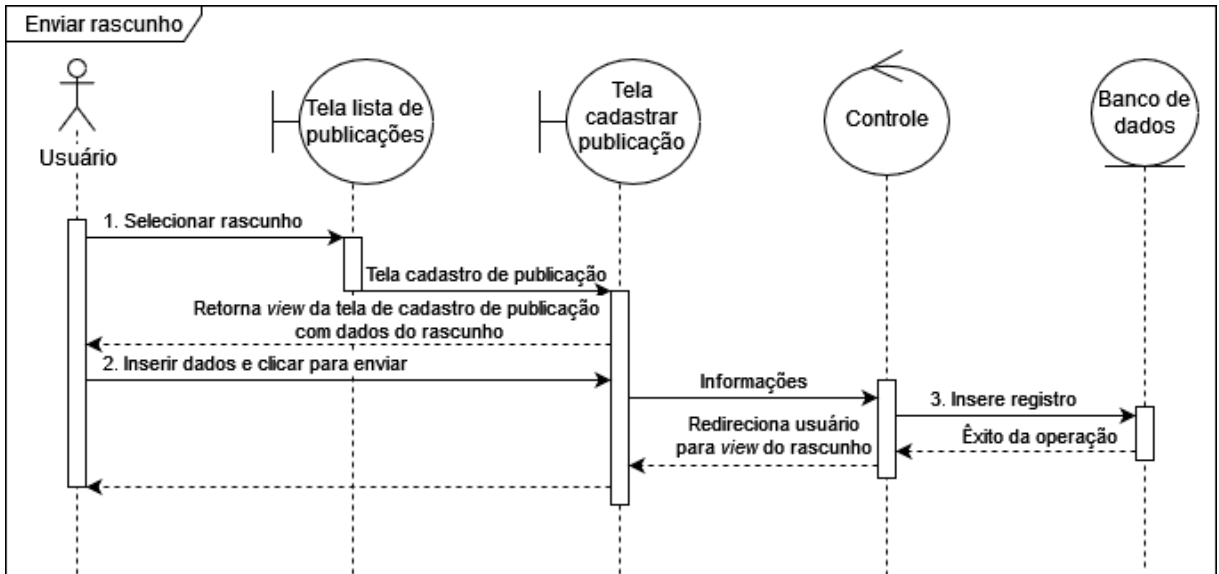 Enviar rascunho
Usuário
Tela lista de
publicações
Tela
cadastrar
publicação
Controle
Banco de
dados
1. Selecionar rascunho
Tela cadastro de publicação
Retorna view da tela de cadastro de publicação
com dados do rascunho
2. Inserir dados e clicar para enviar
Informações
3. Insere registro
Êxito da operação
Redireciona usuário
para view do rascunho